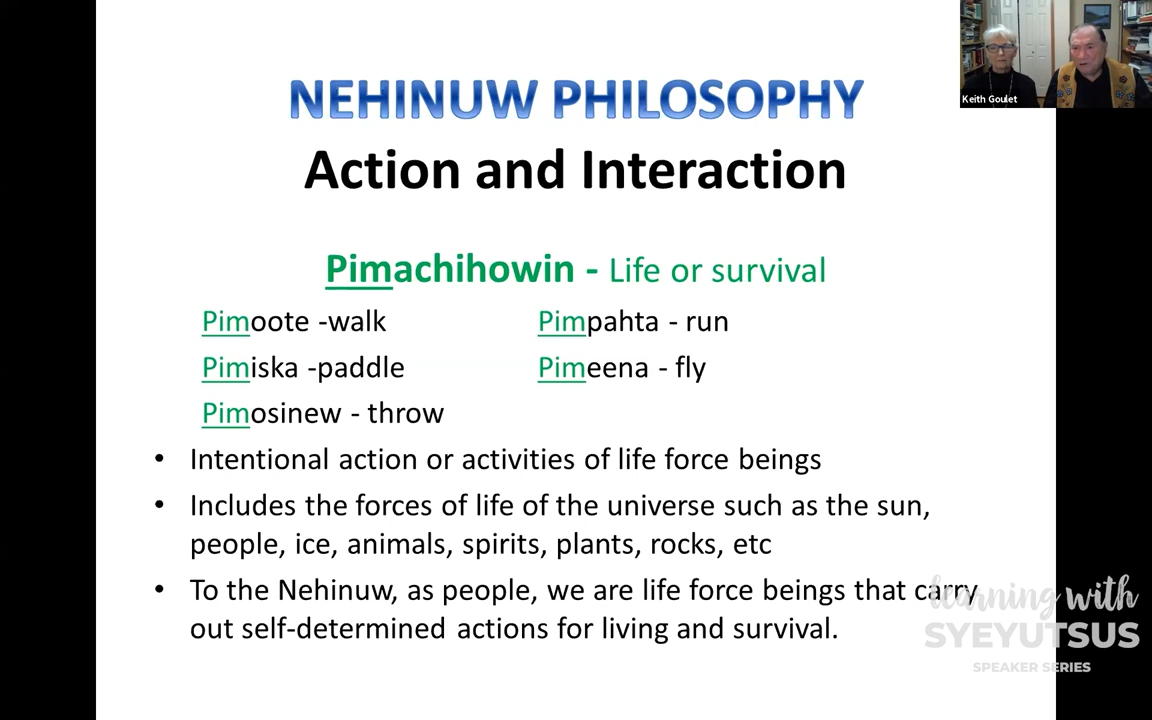 NEHINUW PHILOSOPHY
Action and Interaction
Keith Goulet
Pimachihowin - Life or survival
Pimoote -walk
Pimpahta - run
Pimiska -paddle
Pimeena - fly
Pimosinew - throw
• Intentional action or activities of life force beings
• Includes the forces of life of the universe such as the sun,
people, ice, animals, spirits, plants, rocks, etc
• To the Nehinuw, as people, we are life force beings that carry
out self-determined actions for living and survival.
learning with
SYEYUTSUS
SPEAKER SERIES